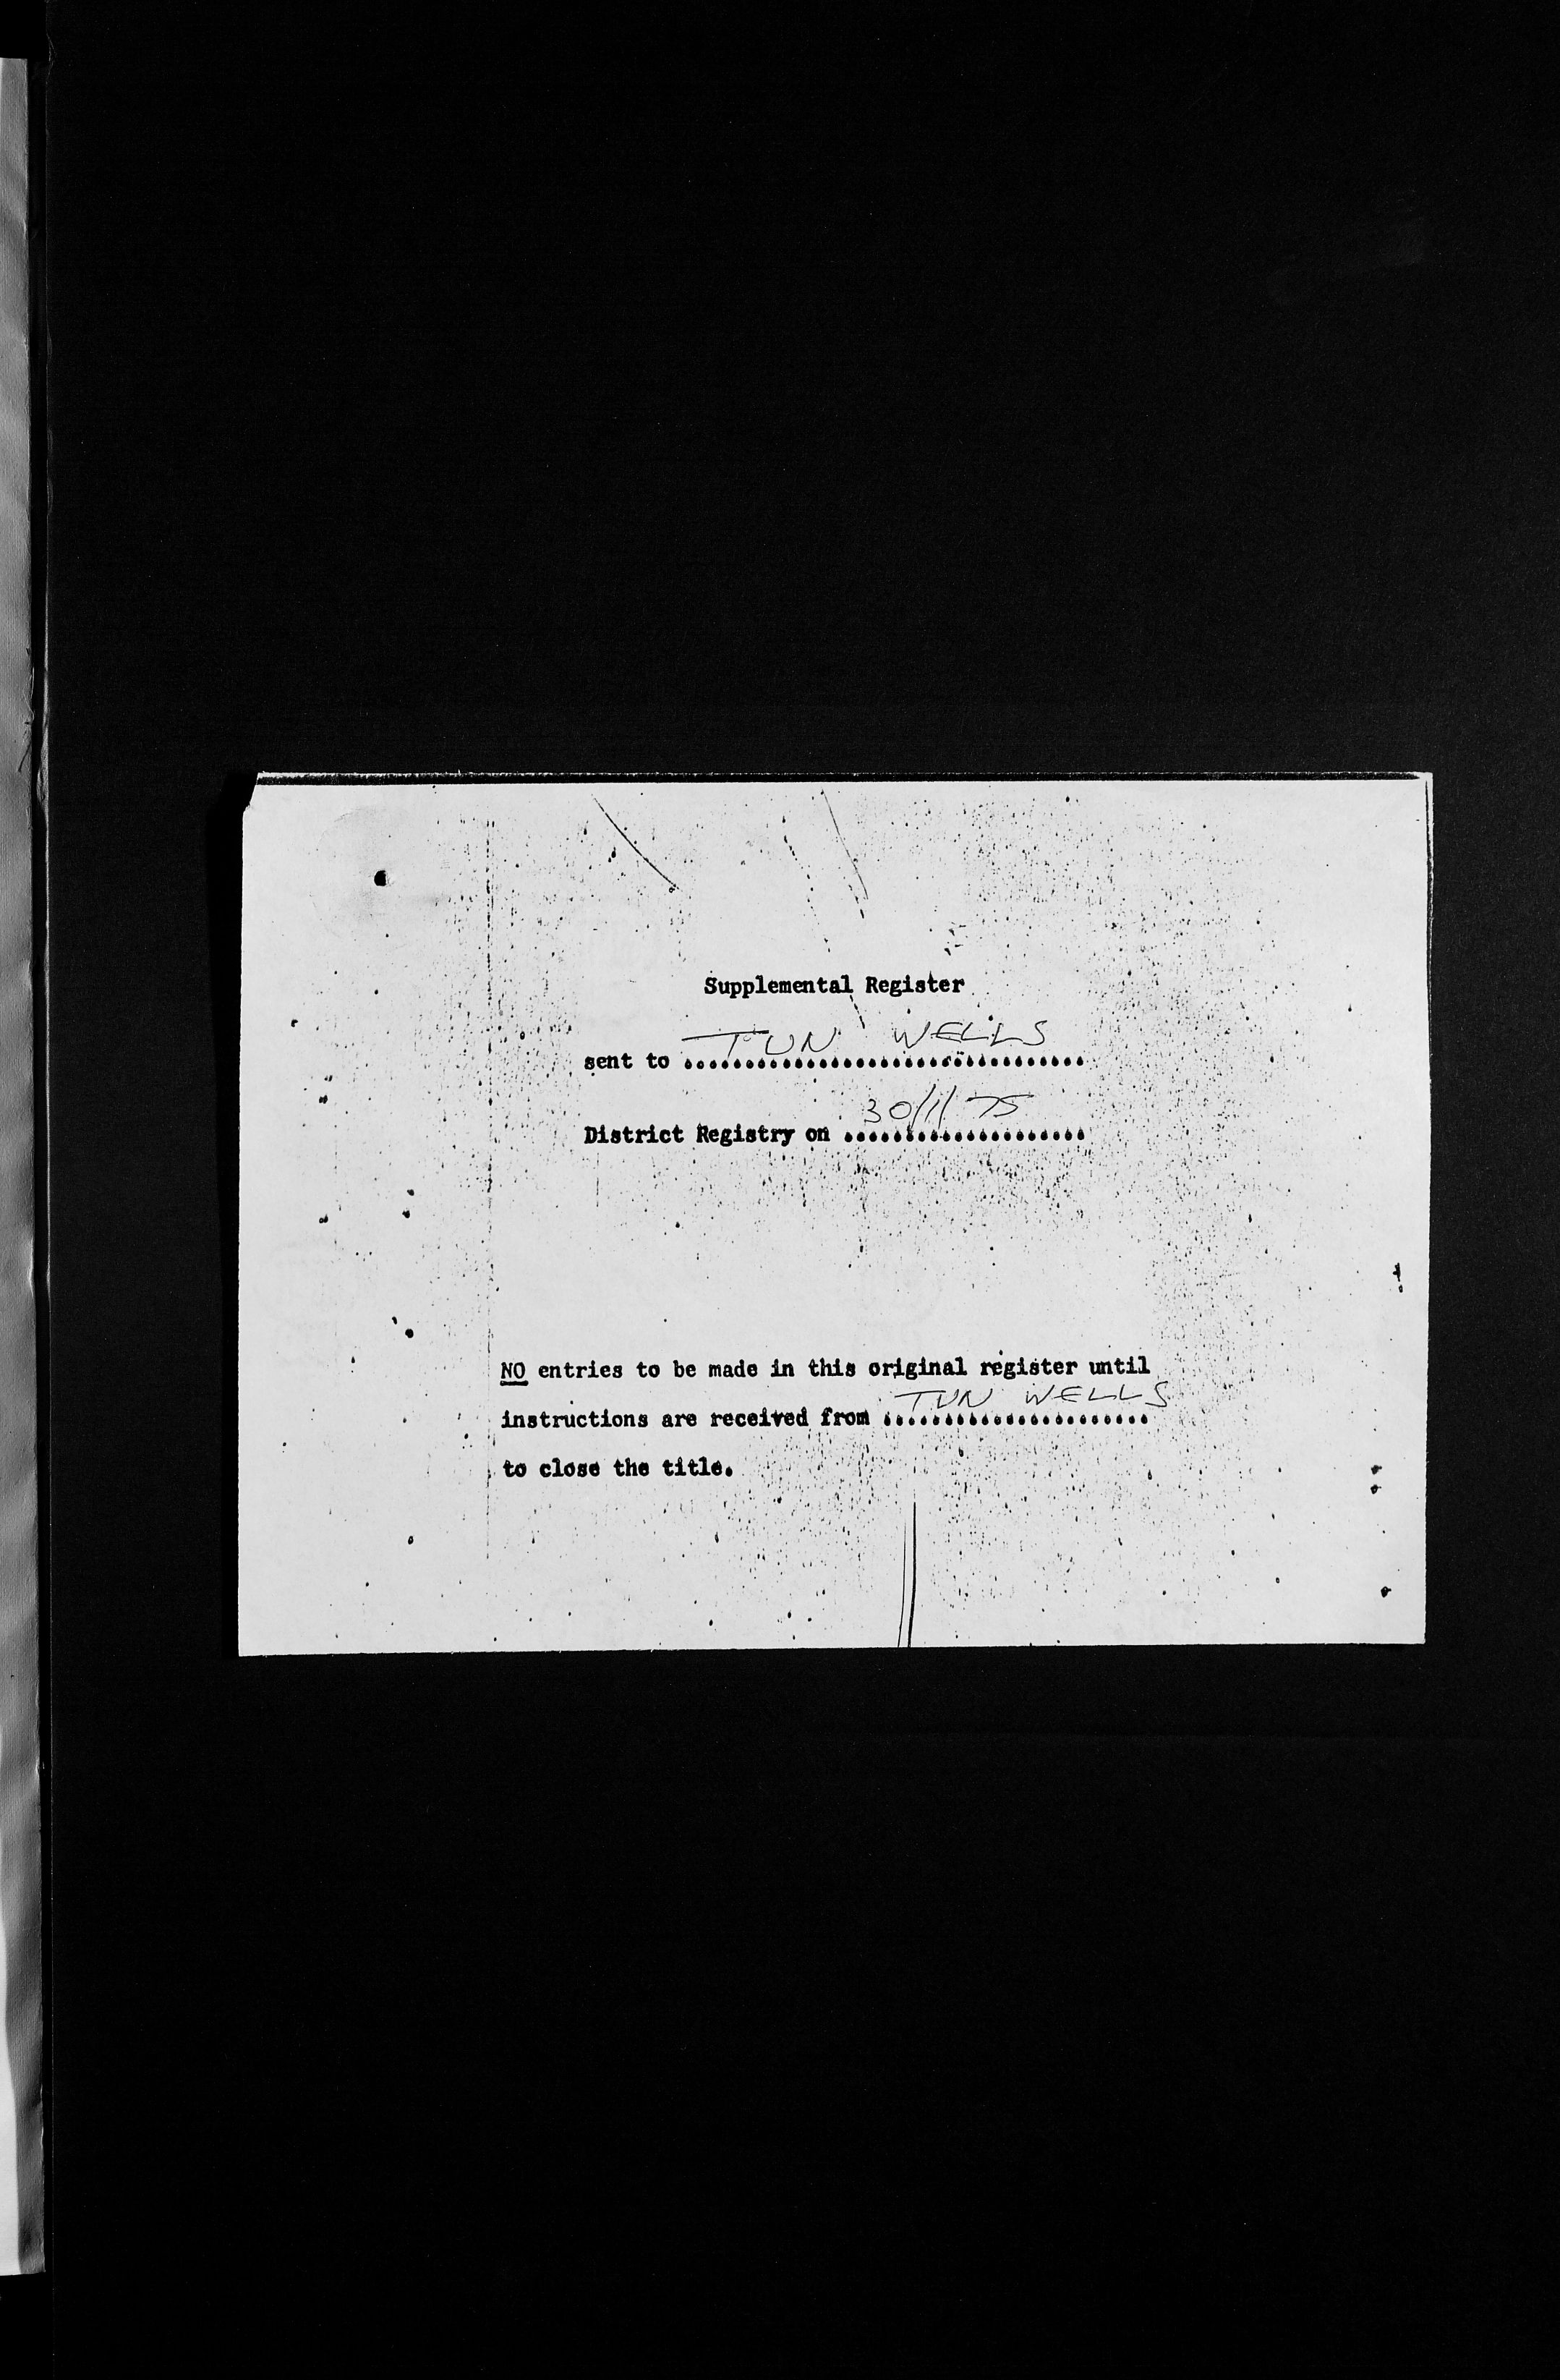 Supplemental Register
sent to TUN WELLS
District Registry on 30/1/75
NO entries to be made in this original register until
instructions are received from TUN WELLS
to close the title.